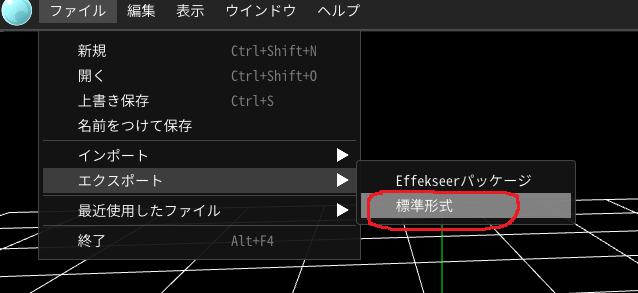 ファイル 編集 表示 ウインドウ ヘルプ
新規 Ctrl+Shift+N
開く Ctrl+Shift+O
上書き保存 Ctrl+S
名前をつけて保存
インポート
エクスポート
Effekseerパッケージ
標準形式
最近使用したファイル
終了 Alt+F4